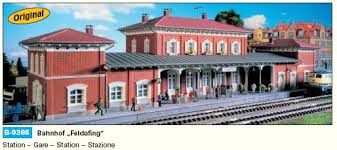 Original
B-9366 Bahnhof „Feldafing"
Station – Gare – Station – Stazione